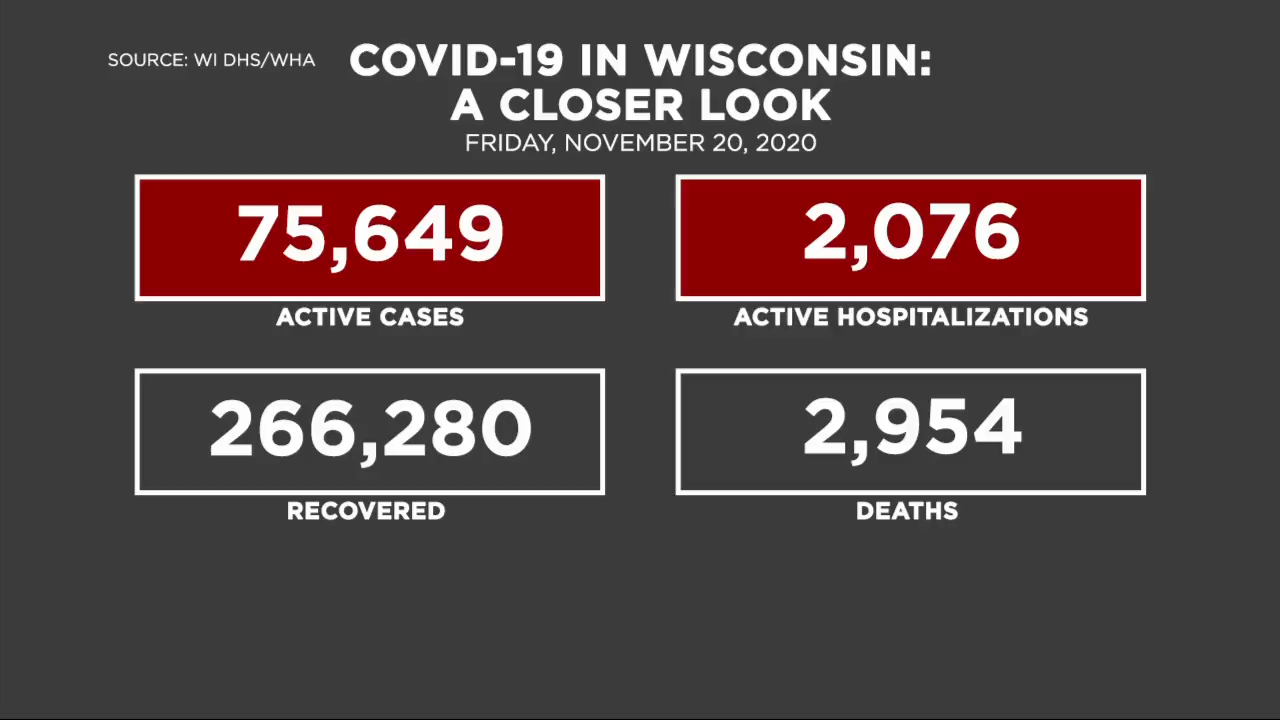 SOURCE: WI DHS/WHA
COVID-19 IN WISCONSIN:
A CLOSER LOOK
FRIDAY, NOVEMBER 20, 2020
75,649
ACTIVE CASES
2,076
ACTIVE HOSPITALIZATIONS
266,280
RECOVERED
2,954
DEATHS